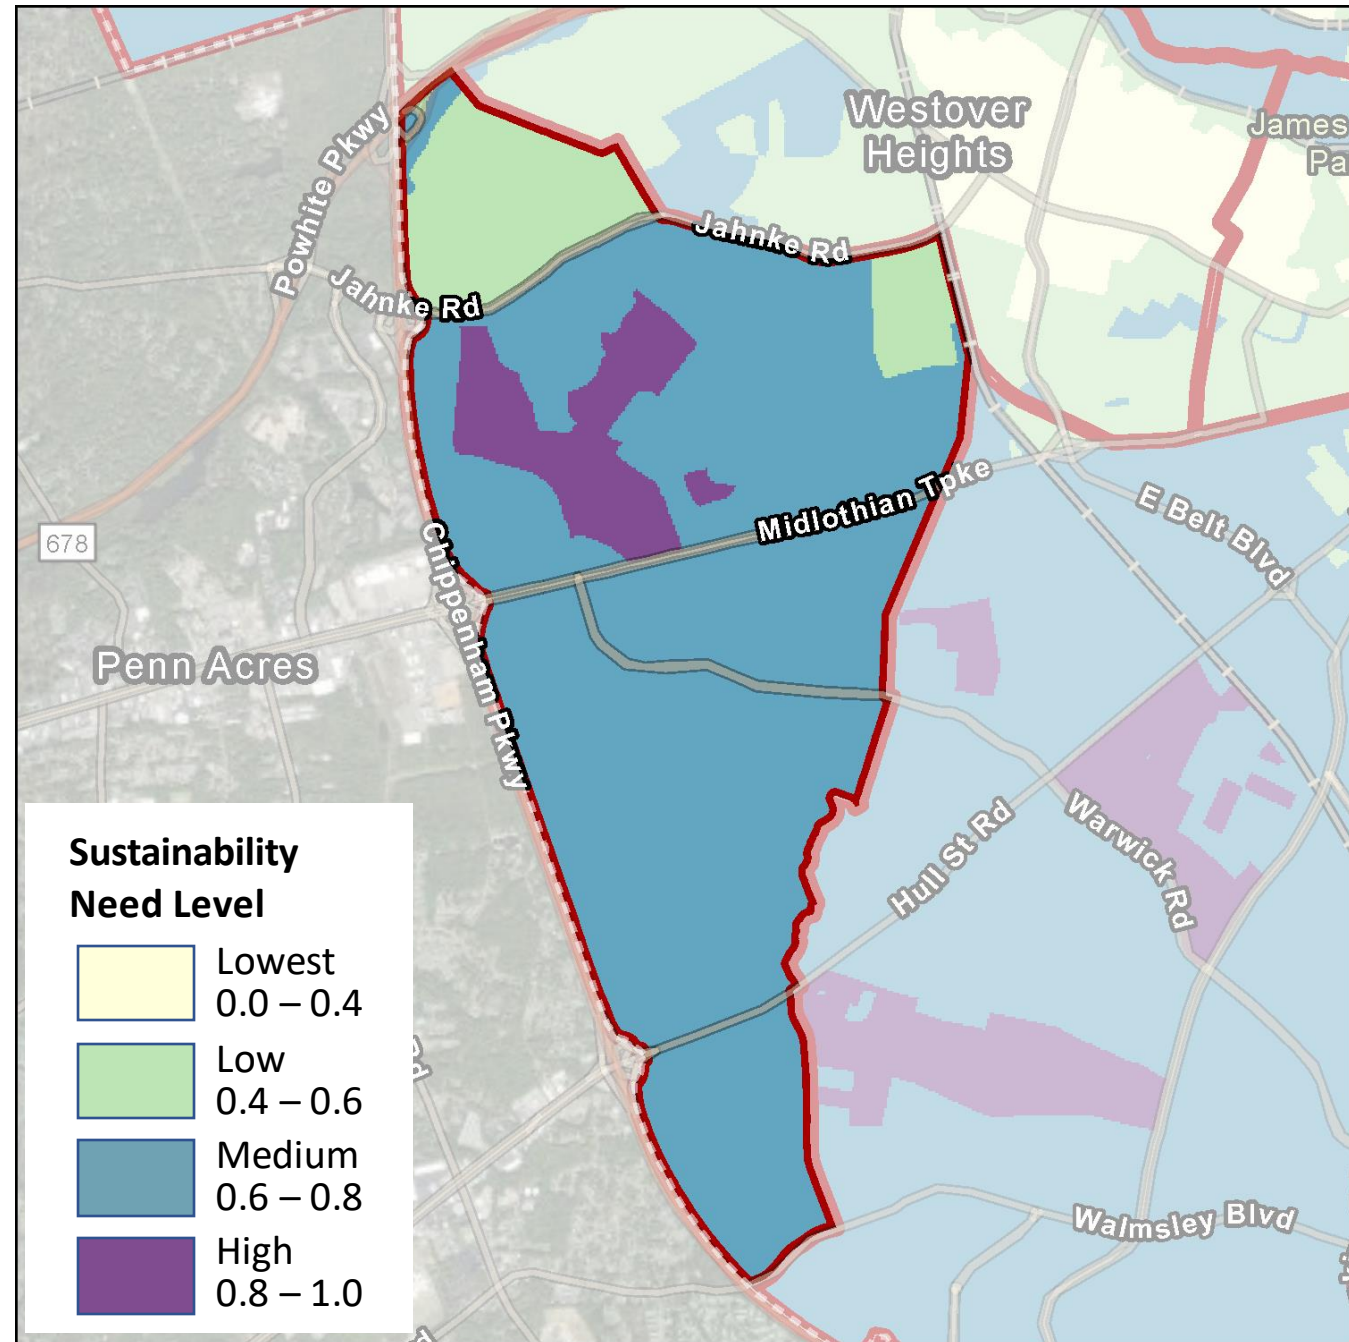 Westover
Heights
James
Pa
Powhite Pkwy
Jahnke Rd
Jahnke Rd
Midlothian Tpke
E Belt Blvd
678
Chippenham Pkwy
Penn Acres
Hull St Rd
Warwick Rd
Walmsley Blvd
Sustainability
Need Level
Lowest
0.0 – 0.4
Low
0.4 – 0.6
Medium
0.6 – 0.8
High
0.8 – 1.0